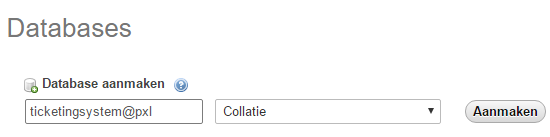 Databases
Database aanmaken
ticketingsystem@pxl Collatie Aanmaken